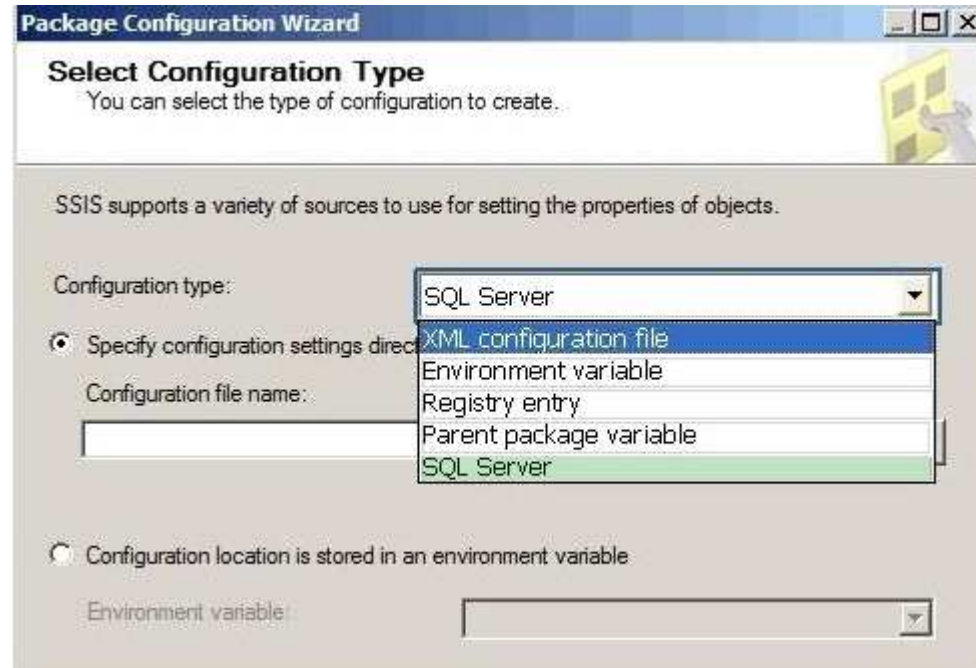 Package Configuration Wizard
Select Configuration Type
You can select the type of configuration to create.
SSIS supports a variety of sources to use for setting the properties of objects.
Configuration type:
SQL Server
XML configuration file
Specify configuration settings direct
Environment variable
Configuration file name:
Registry entry
Parent package variable
SQL Server
Configuration location is stored in an environment variable
Environment variable: